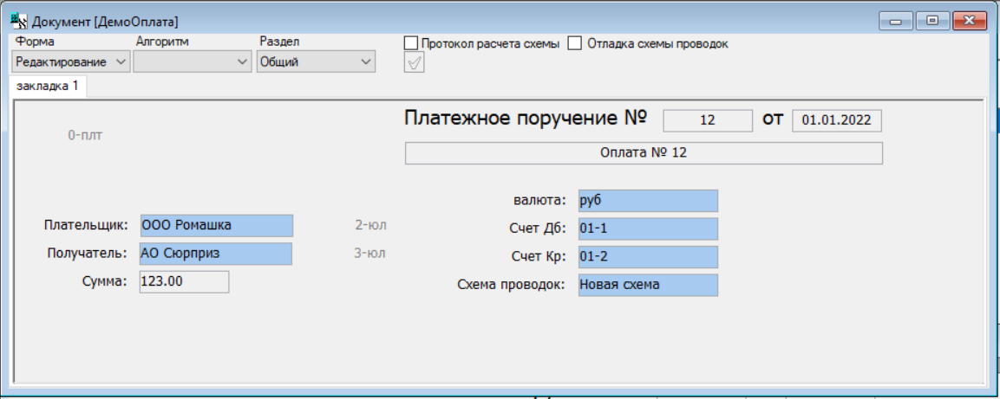 Документ [ДемоОплата]
Форма Алгоритм Раздел
Протокол расчета схемы Отладка схемы проводок
Редактирование Общий
закладка 1
Платежное поручение № 12 от 01.01.2022
0-плт
Оплата № 12
валюта: руб
Плательщик: ООО Ромашка 2-юл Счет Дб: 01-1
Получатель: АО Сюрприз 3-юл Счет Кр: 01-2
Сумма: 123.00 Схема проводок: Новая схема